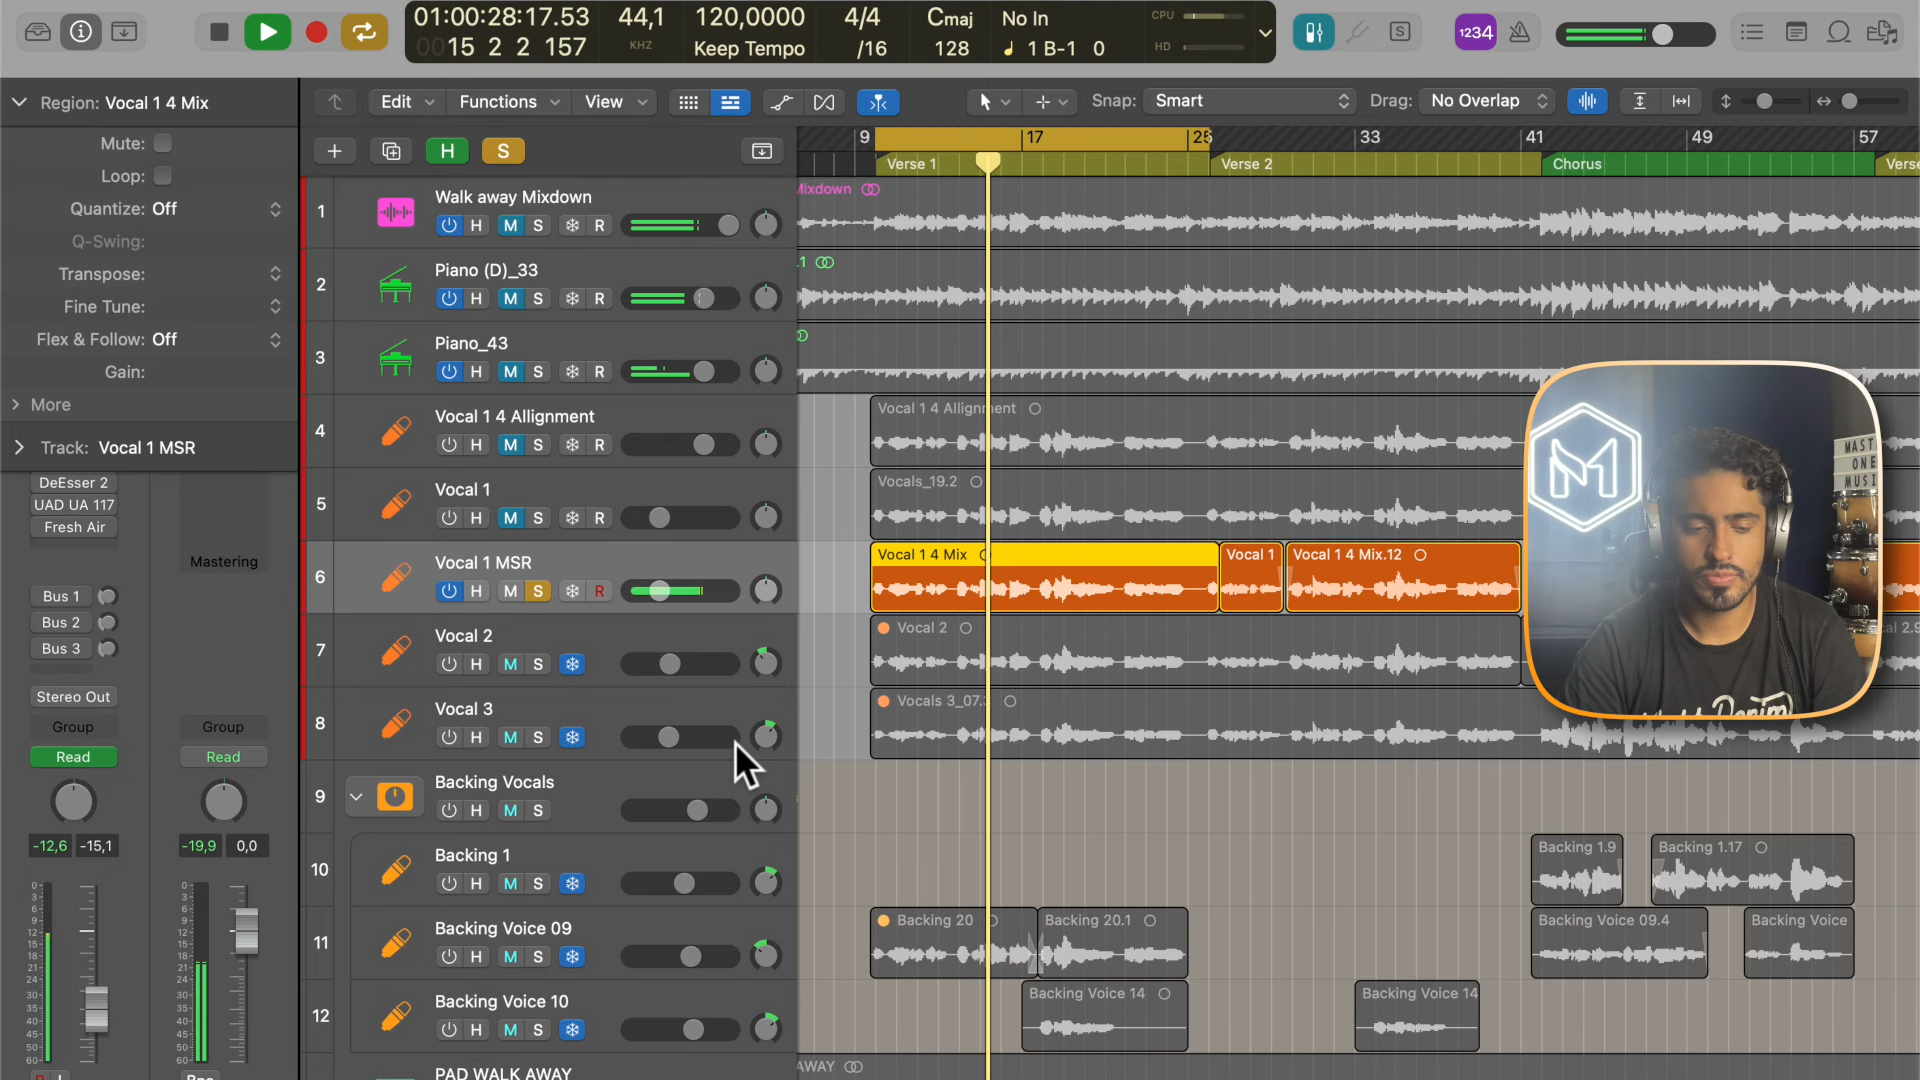 01:00:28:17.53
0015 2 2 157
44,1
KHZ
120,0000
Keep Tempo
4/4
/16
Cmaj
128
No In
1 B-1 0
CPU
HD
S
1234
Region: Vocal 1 4 Mix
Mute:
Loop:
Quantize: Off
Q-Swing:
Transpose:
Fine Tune:
Flex & Follow: Off
Gain:
More
Track: Vocal 1 MSR
DeEsser 2
UAD UA 117
Fresh Air
Mastering
Bus 1
Bus 2
Bus 3
Stereo Out
Group
Group
Read
Read
-12,6 -15,1
-19,9 0,0
Edit
Functions
View
Snap: Smart
Drag: No Overlap
H
S
9
17
25
33
41
49
57
Verse 1
Verse 2
Chorus
Verse
1
Walk away Mixdown
H M S R
Mixdown
2
Piano (D)_33
H M S R
.1
3
Piano_43
H M S R
4
Vocal 1 4 Allignment
H M S R
Vocal 1 4 Allignment
5
Vocal 1
H M S R
Vocals_19.2
6
Vocal 1 MSR
H M S R
Vocal 1 4 Mix
Vocal 1
Vocal 1 4 Mix.12
7
Vocal 2
H M S
Vocal 2
8
Vocal 3
H M S
Vocals 3_07.
9
Backing Vocals
H M S
10
Backing 1
H M S
Backing 1.9
Backing 1.17
11
Backing Voice 09
H M S
Backing 20
Backing 20.1
Backing Voice 09.4
Backing Voice
12
Backing Voice 10
H M S
Backing Voice 14
Backing Voice 14
PAD WALK AWAY
AWAY
MAST
ONE
MUSI